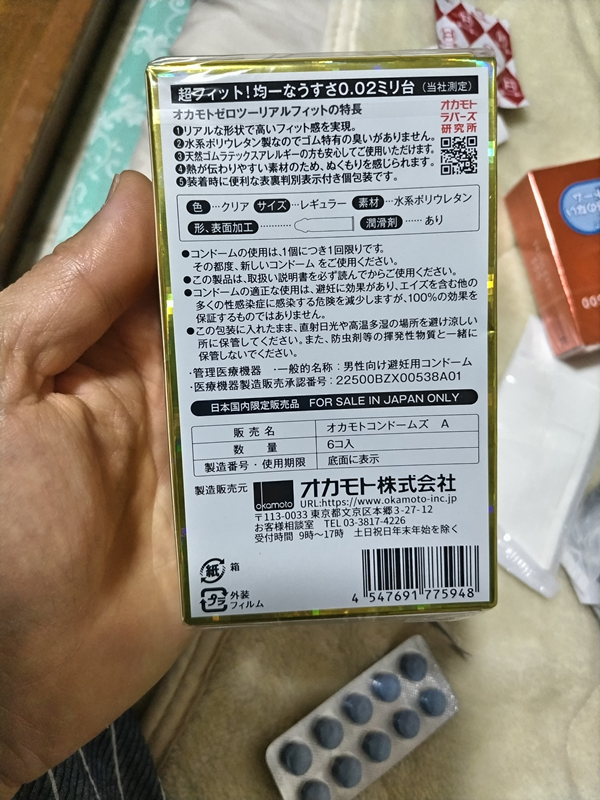 超フィット!均一なうすさ0.02ミリ台(当社測定)
オカモトゼロツーリアルフィットの特長
❶リアルな形状で高いフィット感を実現。
❷水系ポリウレタン製なのでゴム特有の臭いがありません。
❸天然ゴムラテックスアレルギーの方も安心してご使用いただけます。
❹熱が伝わりやすい素材のため、ぬくもりを感じられます。
❺装着時に便利な表裏判別表示付き個包装です。
オカモト
ラバーズ
研究所
色…クリア サイズ…レギュラー 素材…水系ポリウレタン
形、表面加工………… 潤滑剤……あり
●コンドームの使用は、1個につき1回限りです。
その都度、新しいコンドームをご使用ください。
●この製品は、取扱い説明書を必ず読んでからご使用ください。
●コンドームの適正な使用は、避妊に効果があり、エイズを含む他の
多くの性感染症に感染する危険を減少しますが、100%の効果を
保証するものではありません。
●この包装に入れたまま、直射日光や高温多湿の場所を避け涼しい
所に保管してください。また、防虫剤等の揮発性物質と一緒に
保管しないでください。
・管理医療機器 ・一般的名称:男性向け避妊用コンドーム
・医療機器製造販売承認番号:22500BZX00538A01
日本国内限定販売品 FOR SALE IN JAPAN ONLY
販売名 オカモトコンドームズ A
数量 6コ入
製造番号・使用期限 底面に表示
製造販売元 okamoto オカモト株式会社
URL:https://www.okamoto-inc.jp
〒113-0033 東京都文京区本郷3-27-12
お客様相談室 TEL 03-3817-4226
受付時間 9時〜17時 土日祝日年末年始を除く
紙 箱
プラ 外装
フィルム
4 547691 775948